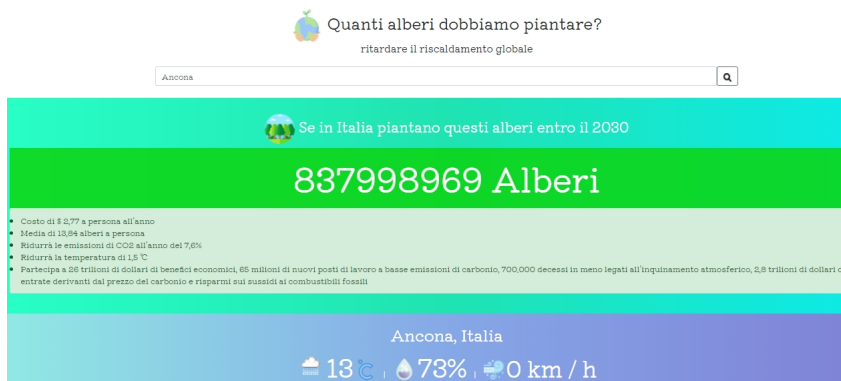 Quanti alberi dobbiamo piantare?
ritardare il riscaldamento globale
Ancona
Se in Italia piantano questi alberi entro il 2030
837998969 Alberi
Costo di $ 2,77 a persona all'anno
Media di 13,84 alberi a persona
Ridurrà le emissioni di CO2 all'anno del 7,6%
Ridurrà la temperatura di 1,5 ℃
Partecipa a 26 trilioni di dollari di benefici economici, 65 milioni di nuovi posti di lavoro a basse emissioni di carbonio, 700,000 decessi in meno legati all'inquinamento atmosferico, 2,8 trilioni di dollari
entrate derivanti dal prezzo del carbonio e risparmi sui sussidi ai combustibili fossili
Ancona, Italia
13 ℃ | 73% | 0 km / h